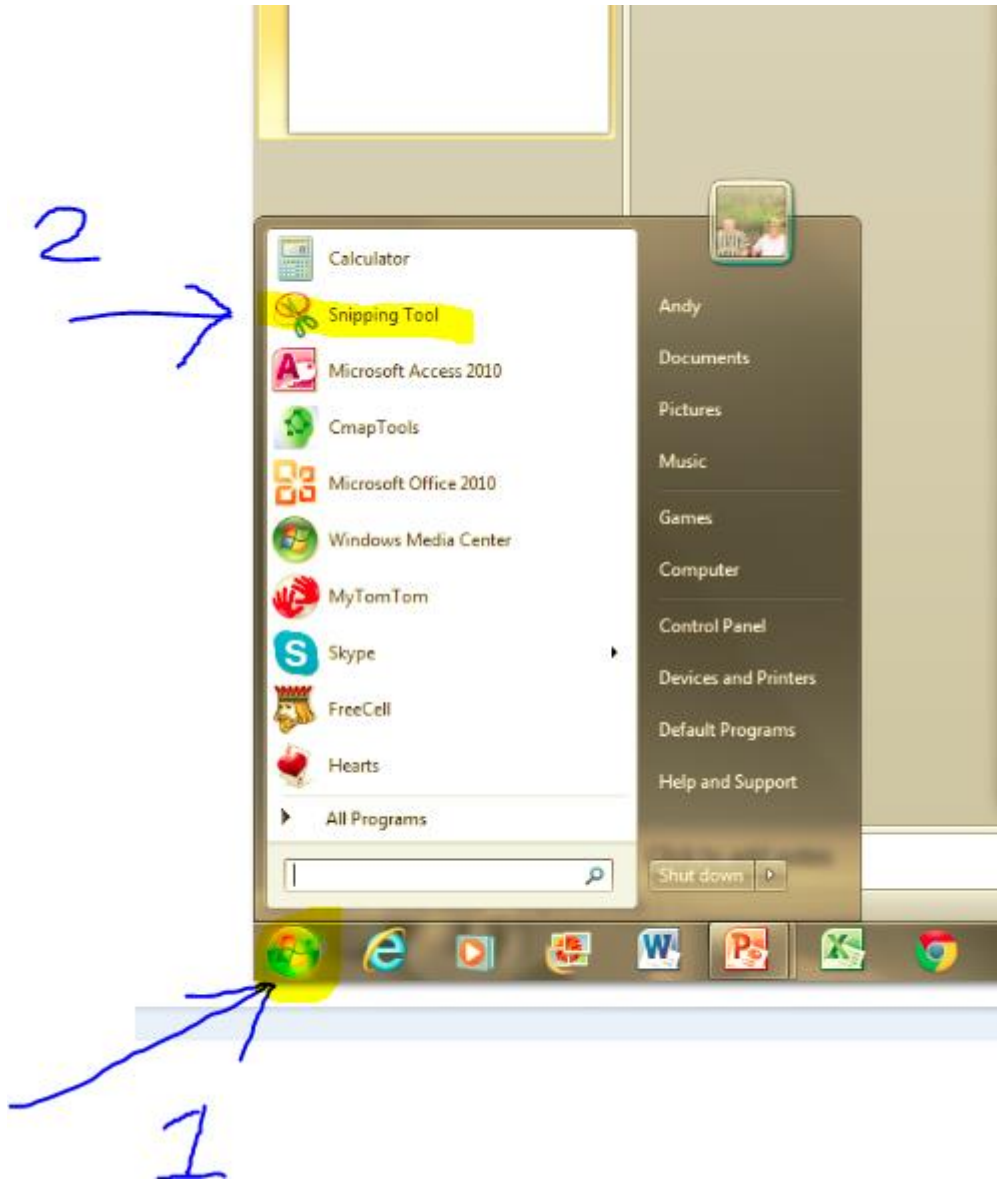 2
Calculator
Snipping Tool
Microsoft Access 2010
CmapTools
Microsoft Office 2010
Windows Media Center
MyTomTom
Skype
FreeCell
Hearts
All Programs
Andy
Documents
Pictures
Music
Games
Computer
Control Panel
Devices and Printers
Default Programs
Help and Support
Shut down
1